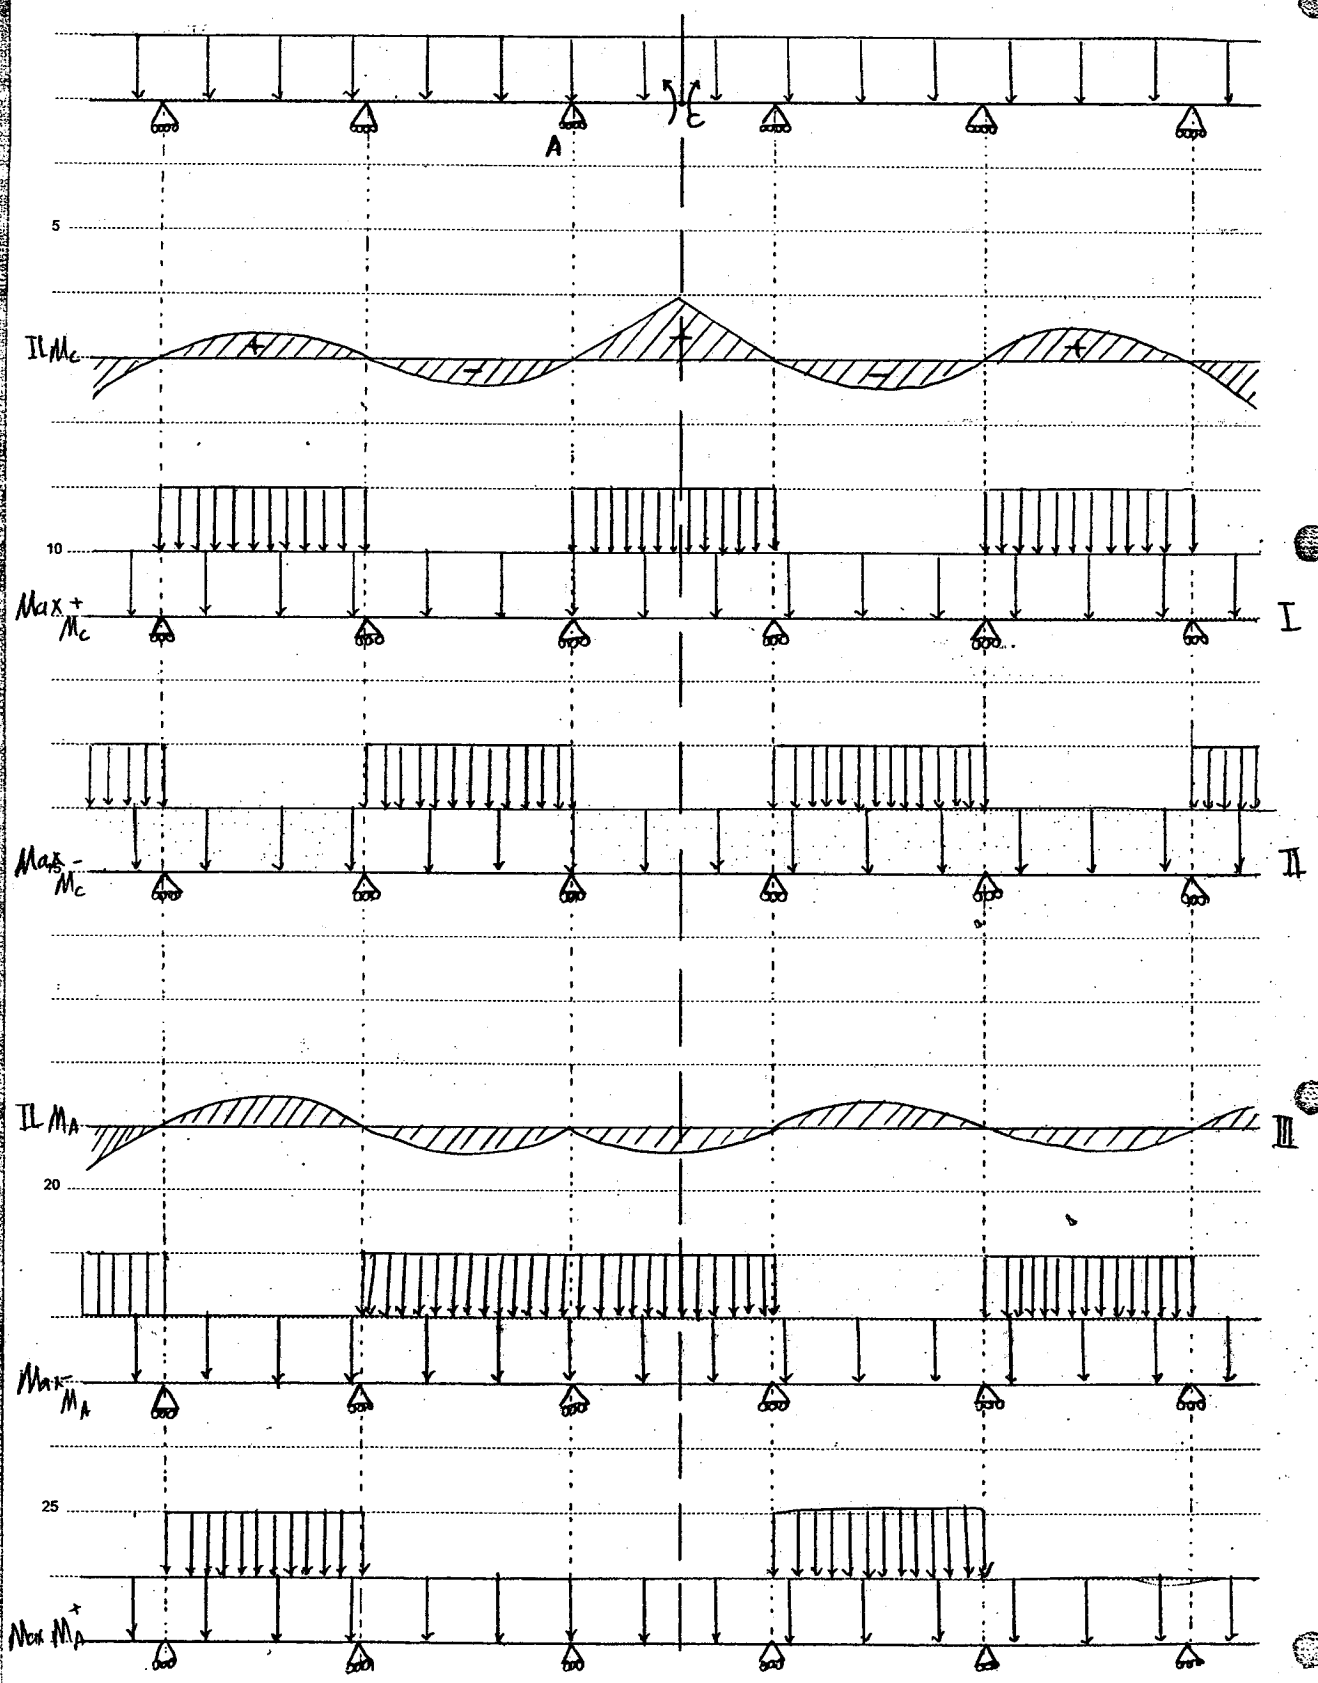 A
C
5
IL Mc
+
-
+
-
+
10
Max + Mc
I
Max - Mc
II
IL MA
III
20
Max - MA
25
Max MA +